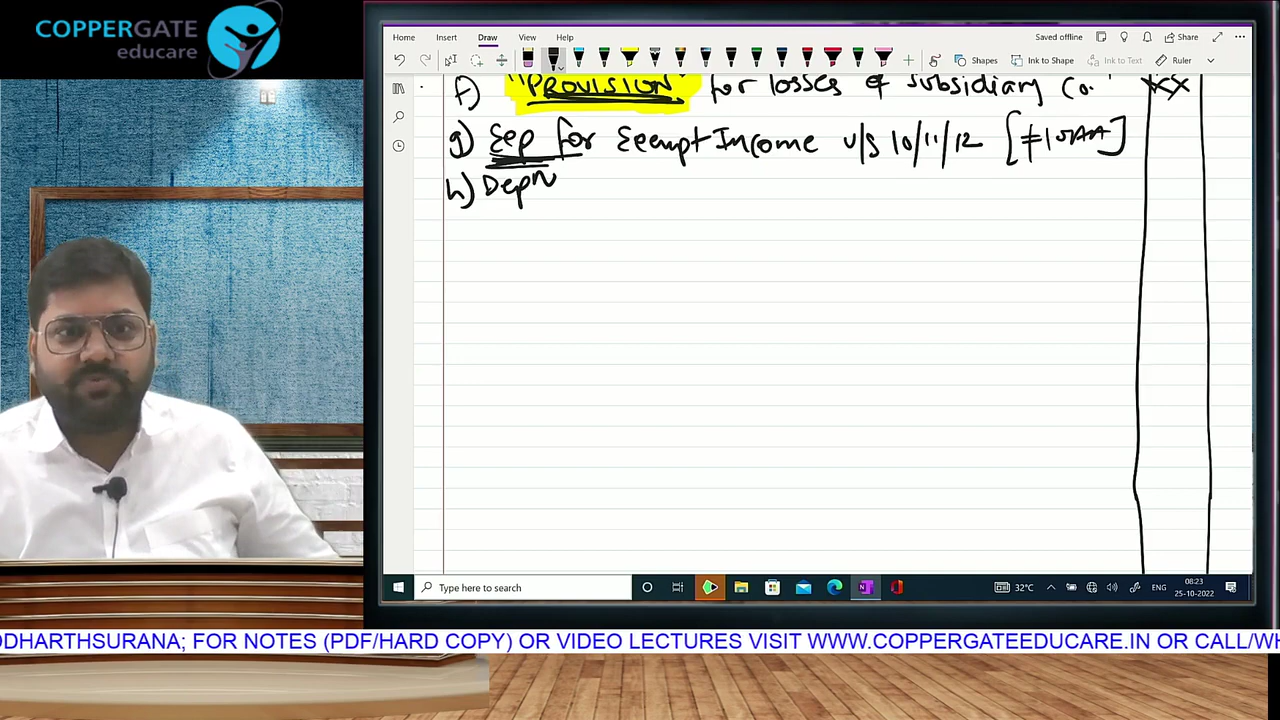 COPPERGATE
educare
Home Insert Draw View Help
Saved offline
Share
Shapes
Ink to Shape
Ink to Text
Ruler
f) "PROVISION" for losses of subsidiary Co.
xxx
g) Exp for Exempt Income u/s 10/11/12
h) Depn
Type here to search
32°C
ENG
08:23
25-10-2022
DDHARTHSURANA; FOR NOTES (PDF/HARD COPY) OR VIDEO LECTURES VISIT WWW.COPPERGATEEDUCARE.IN OR CALL/WH